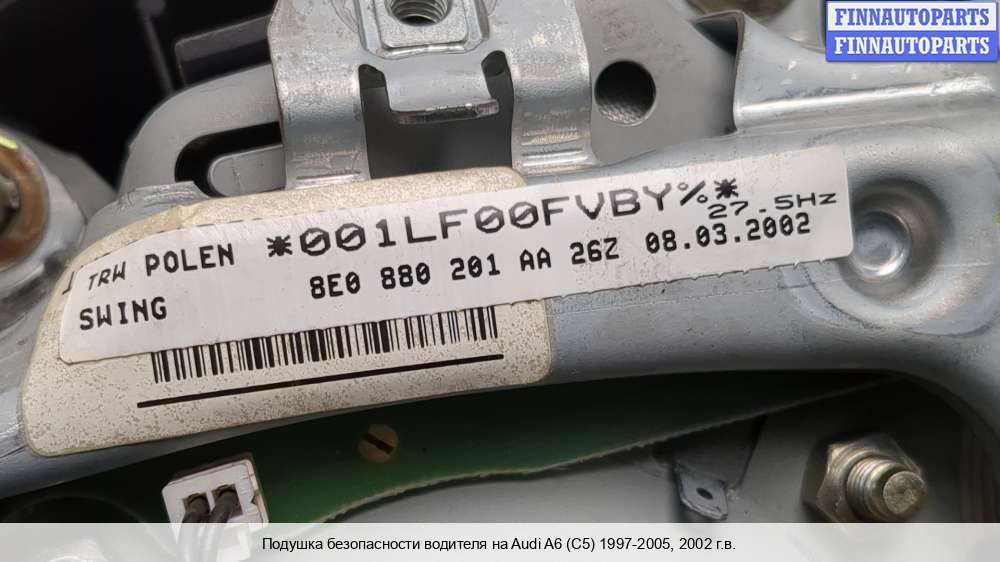 FINNAUTOPARTS
FINNAUTOPARTS
TRW POLEN *001LF00FVBY%*
27.5Hz
SWING 8E0 880 201 AA 26Z 08.03.2002
Подушка безопасности водителя на Audi A6 (C5) 1997-2005, 2002 г.в.